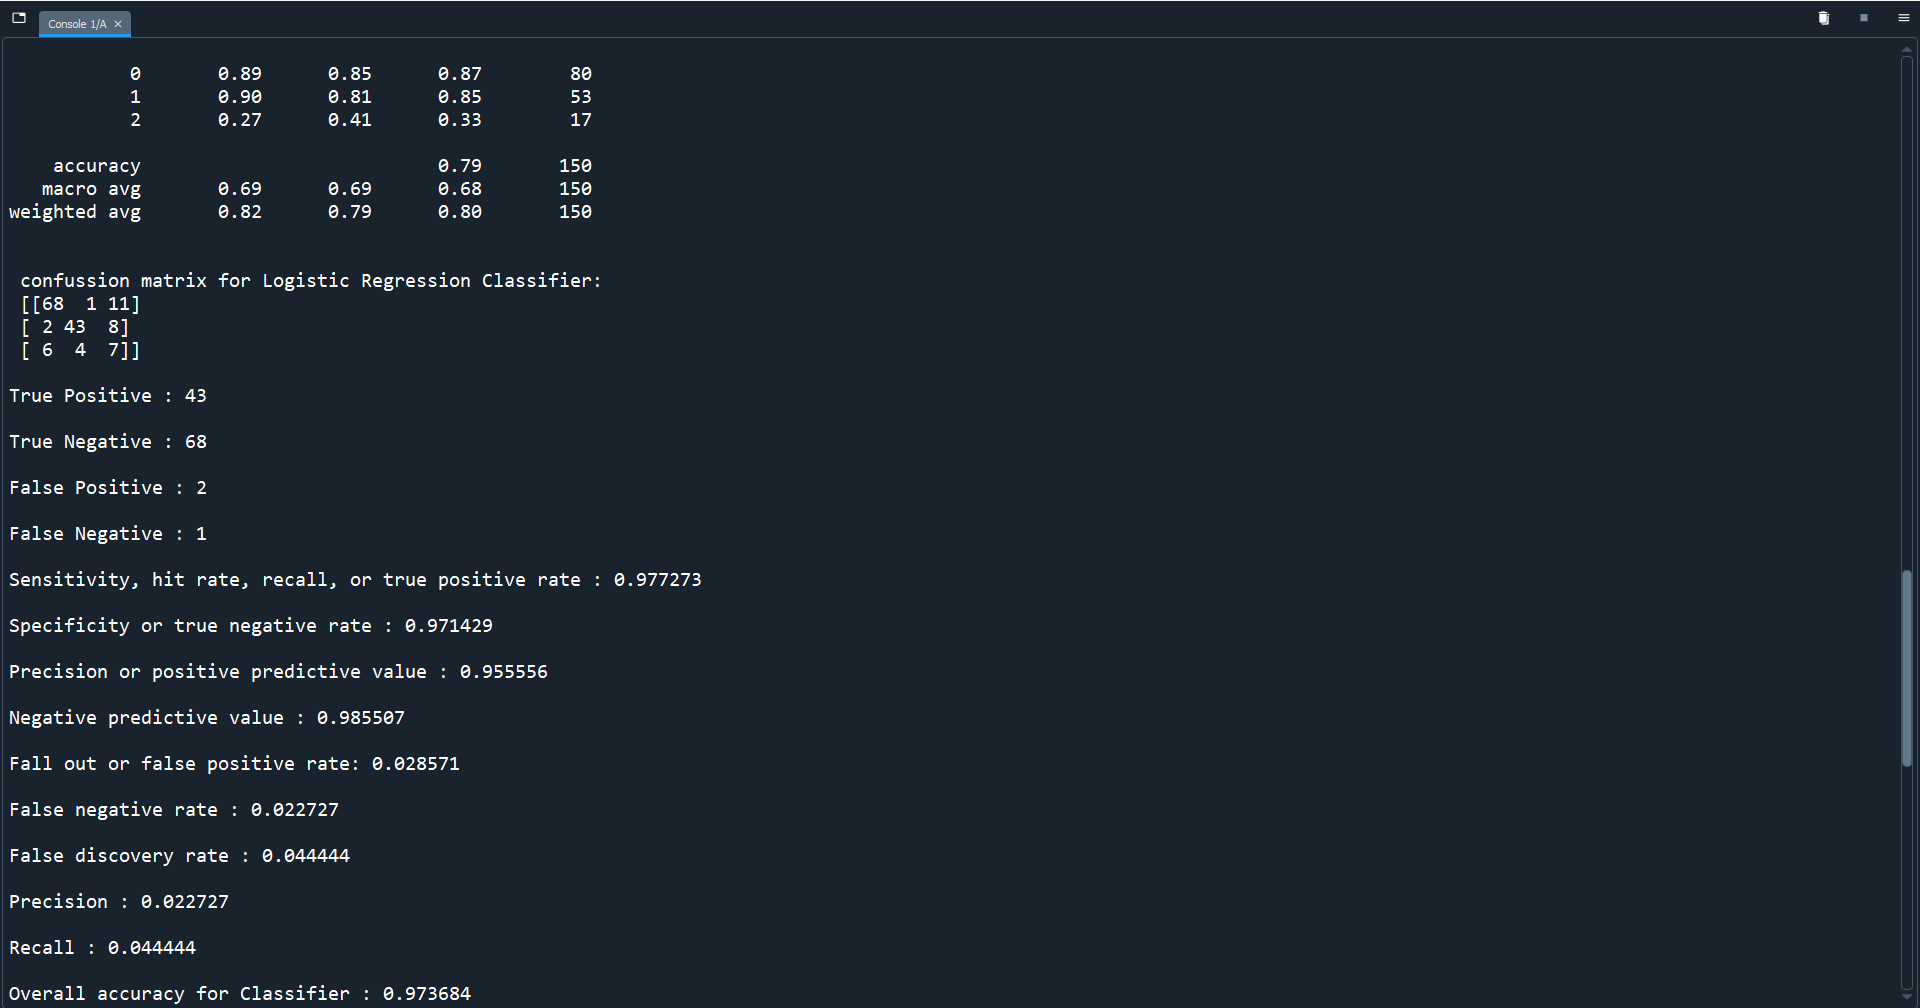 Console 1/A
0 0.89 0.85 0.87 80
1 0.90 0.81 0.85 53
2 0.27 0.41 0.33 17
accuracy 0.79 150
macro avg 0.69 0.69 0.68 150
weighted avg 0.82 0.79 0.80 150
confussion matrix for Logistic Regression Classifier:
[[68 1 11]
[ 2 43 8]
[ 6 4 7]]
True Positive : 43
True Negative : 68
False Positive : 2
False Negative : 1
Sensitivity, hit rate, recall, or true positive rate : 0.977273
Specificity or true negative rate : 0.971429
Precision or positive predictive value : 0.955556
Negative predictive value : 0.985507
Fall out or false positive rate: 0.028571
False negative rate : 0.022727
False discovery rate : 0.044444
Precision : 0.022727
Recall : 0.044444
Overall accuracy for Classifier : 0.973684